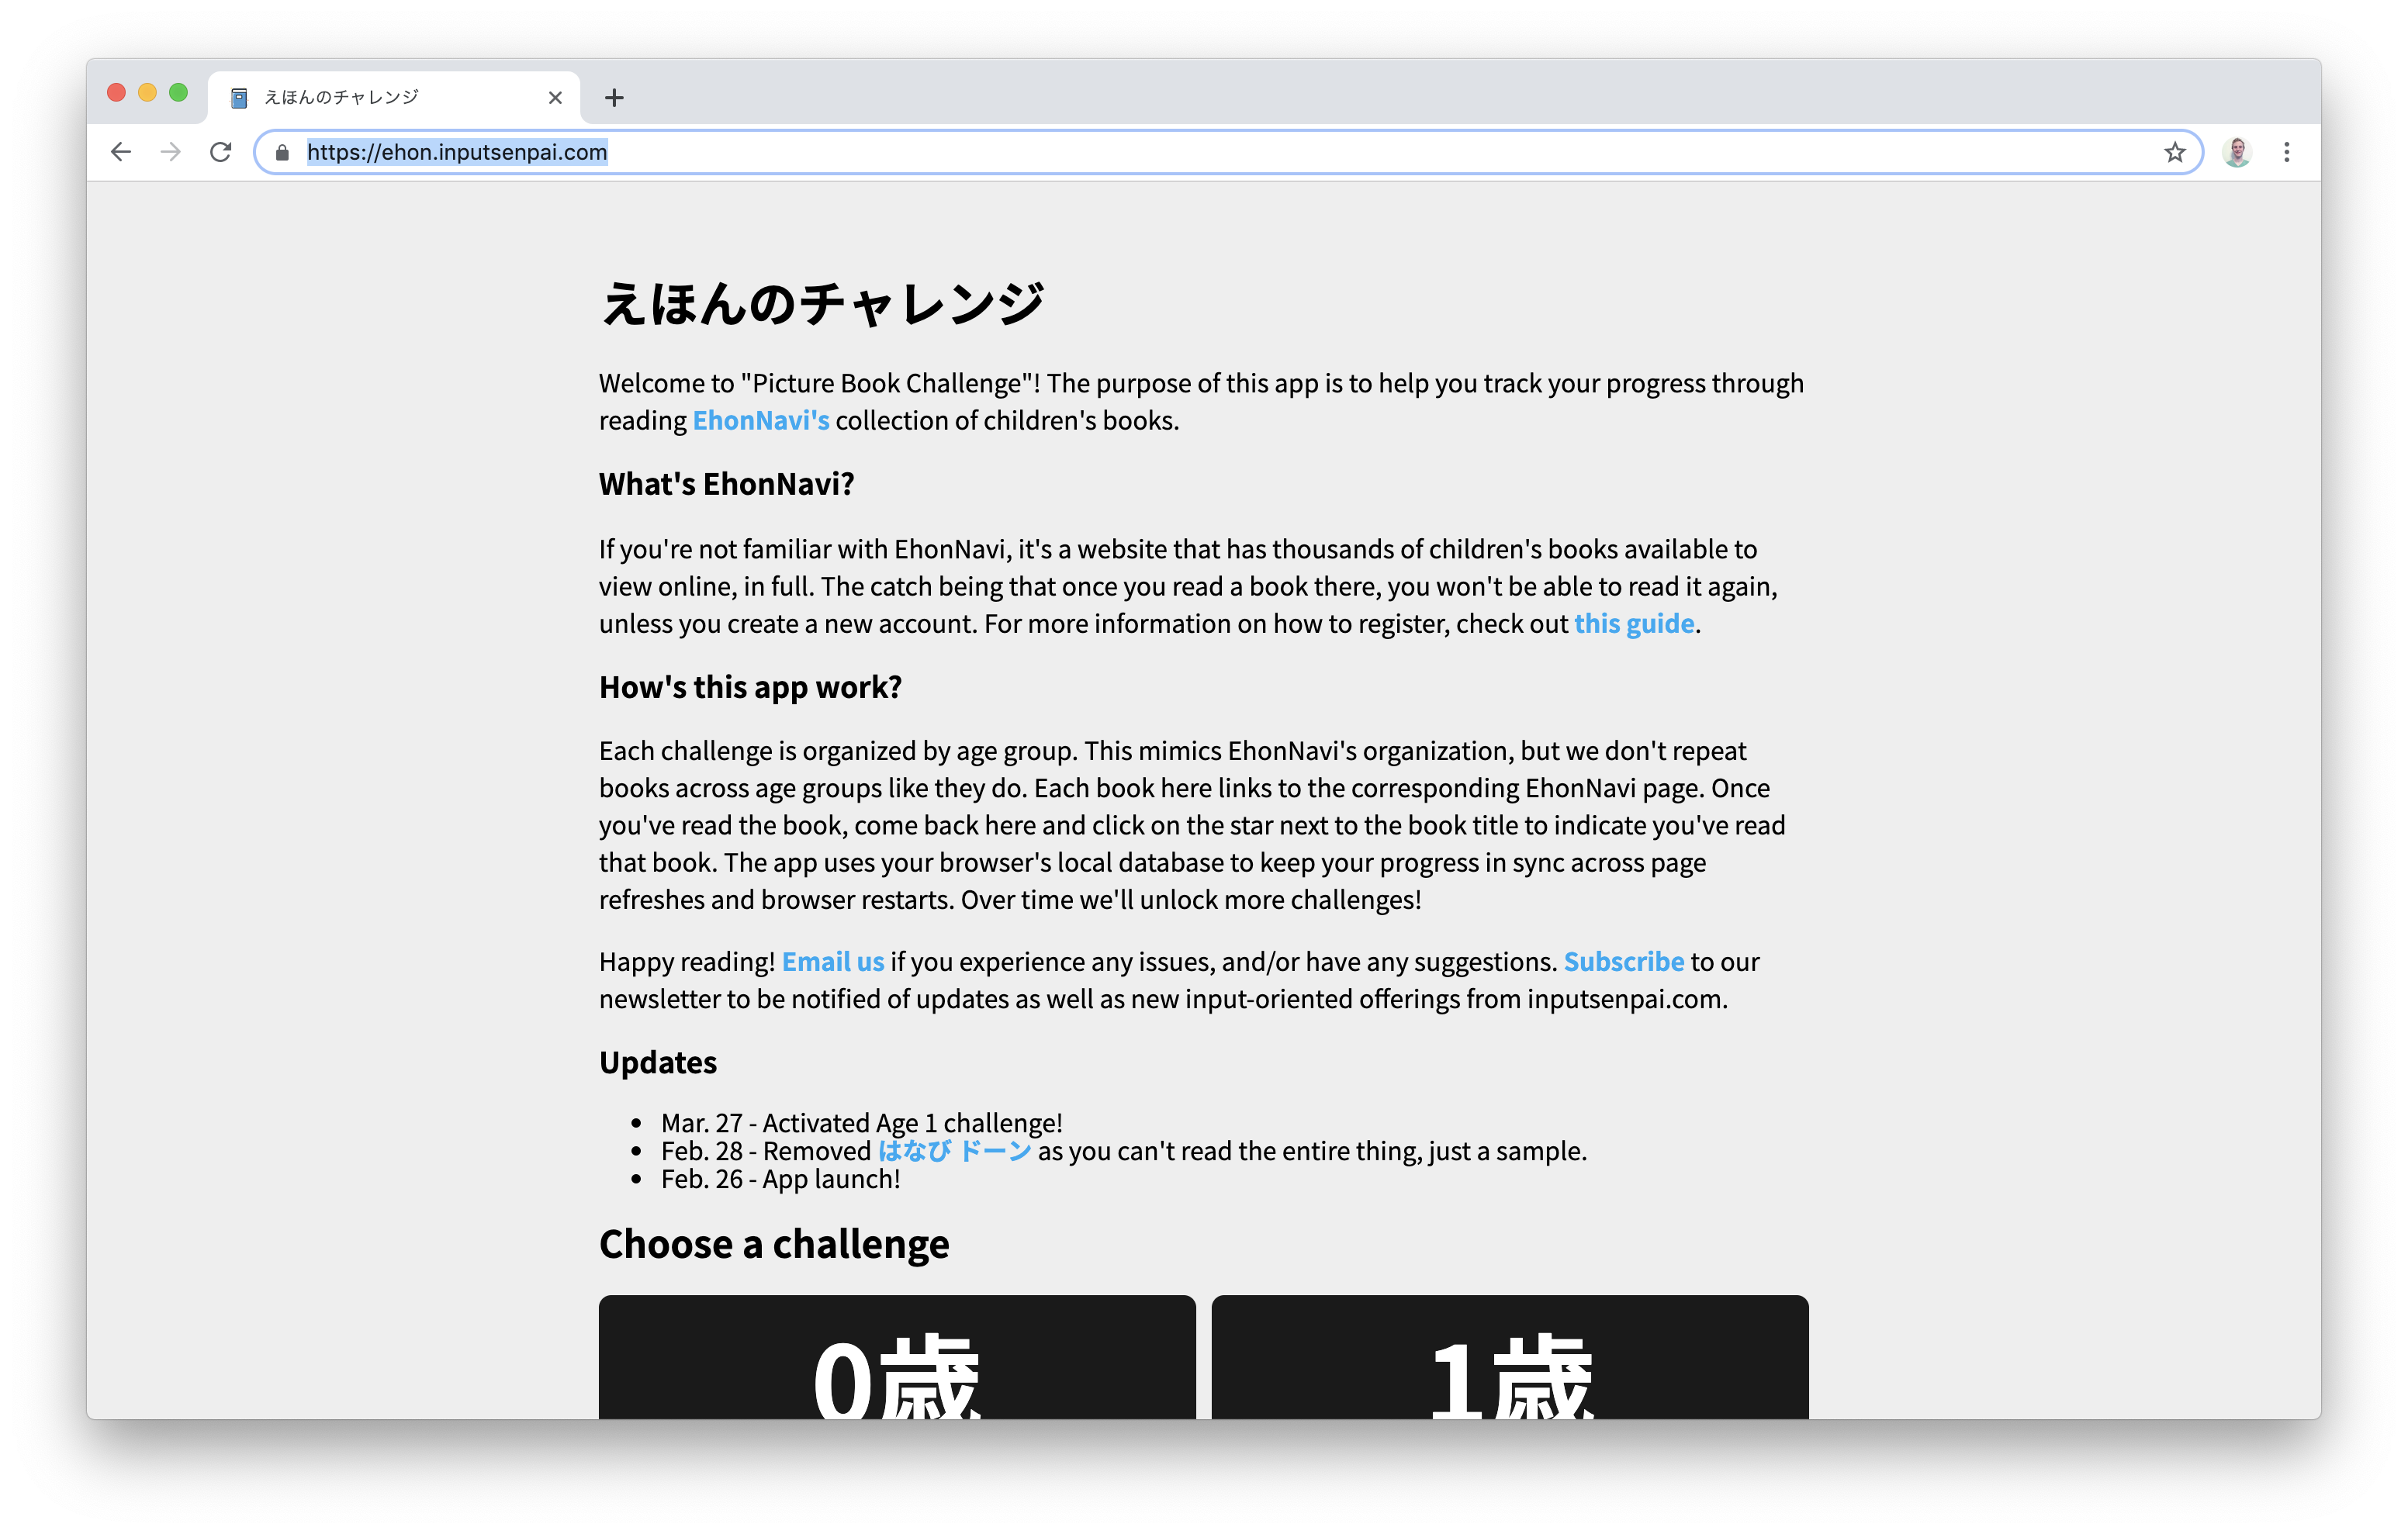 えほんのチャレンジ
https://ehon.inputsenpai.com
えほんのチャレンジ
Welcome to "Picture Book Challenge"! The purpose of this app is to help you track your progress through
reading EhonNavi's collection of children's books.
What's EhonNavi?
If you're not familiar with EhonNavi, it's a website that has thousands of children's books available to
view online, in full. The catch being that once you read a book there, you won't be able to read it again,
unless you create a new account. For more information on how to register, check out this guide.
How's this app work?
Each challenge is organized by age group. This mimics EhonNavi's organization, but we don't repeat
books across age groups like they do. Each book here links to the corresponding EhonNavi page. Once
you've read the book, come back here and click on the star next to the book title to indicate you've read
that book. The app uses your browser's local database to keep your progress in sync across page
refreshes and browser restarts. Over time we'll unlock more challenges!
Happy reading! Email us if you experience any issues, and/or have any suggestions. Subscribe to our
newsletter to be notified of updates as well as new input-oriented offerings from inputsenpai.com.
Updates
Mar. 27 - Activated Age 1 challenge!
Feb. 28 - Removed はなび ドーン as you can't read the entire thing, just a sample.
Feb. 26 - App launch!
Choose a challenge
0歳
1歳